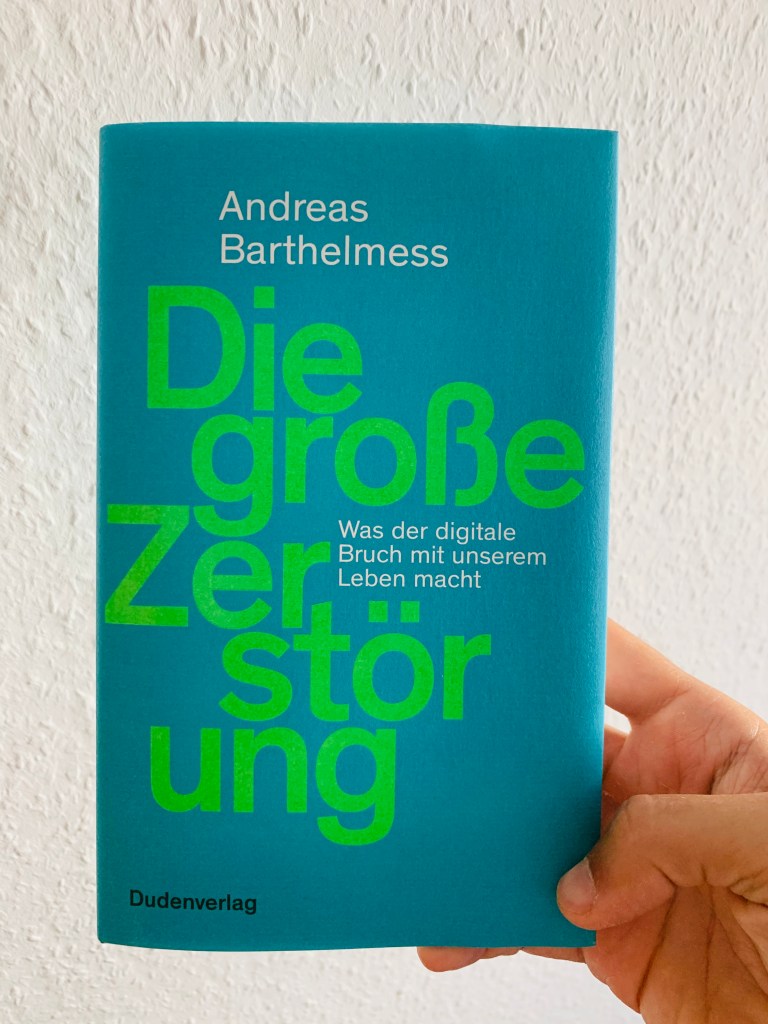 Andreas
Barthelmess
Die
große
Zer
stör
ung
Was der digitale
Bruch mit unserem
Leben macht
Dudenverlag